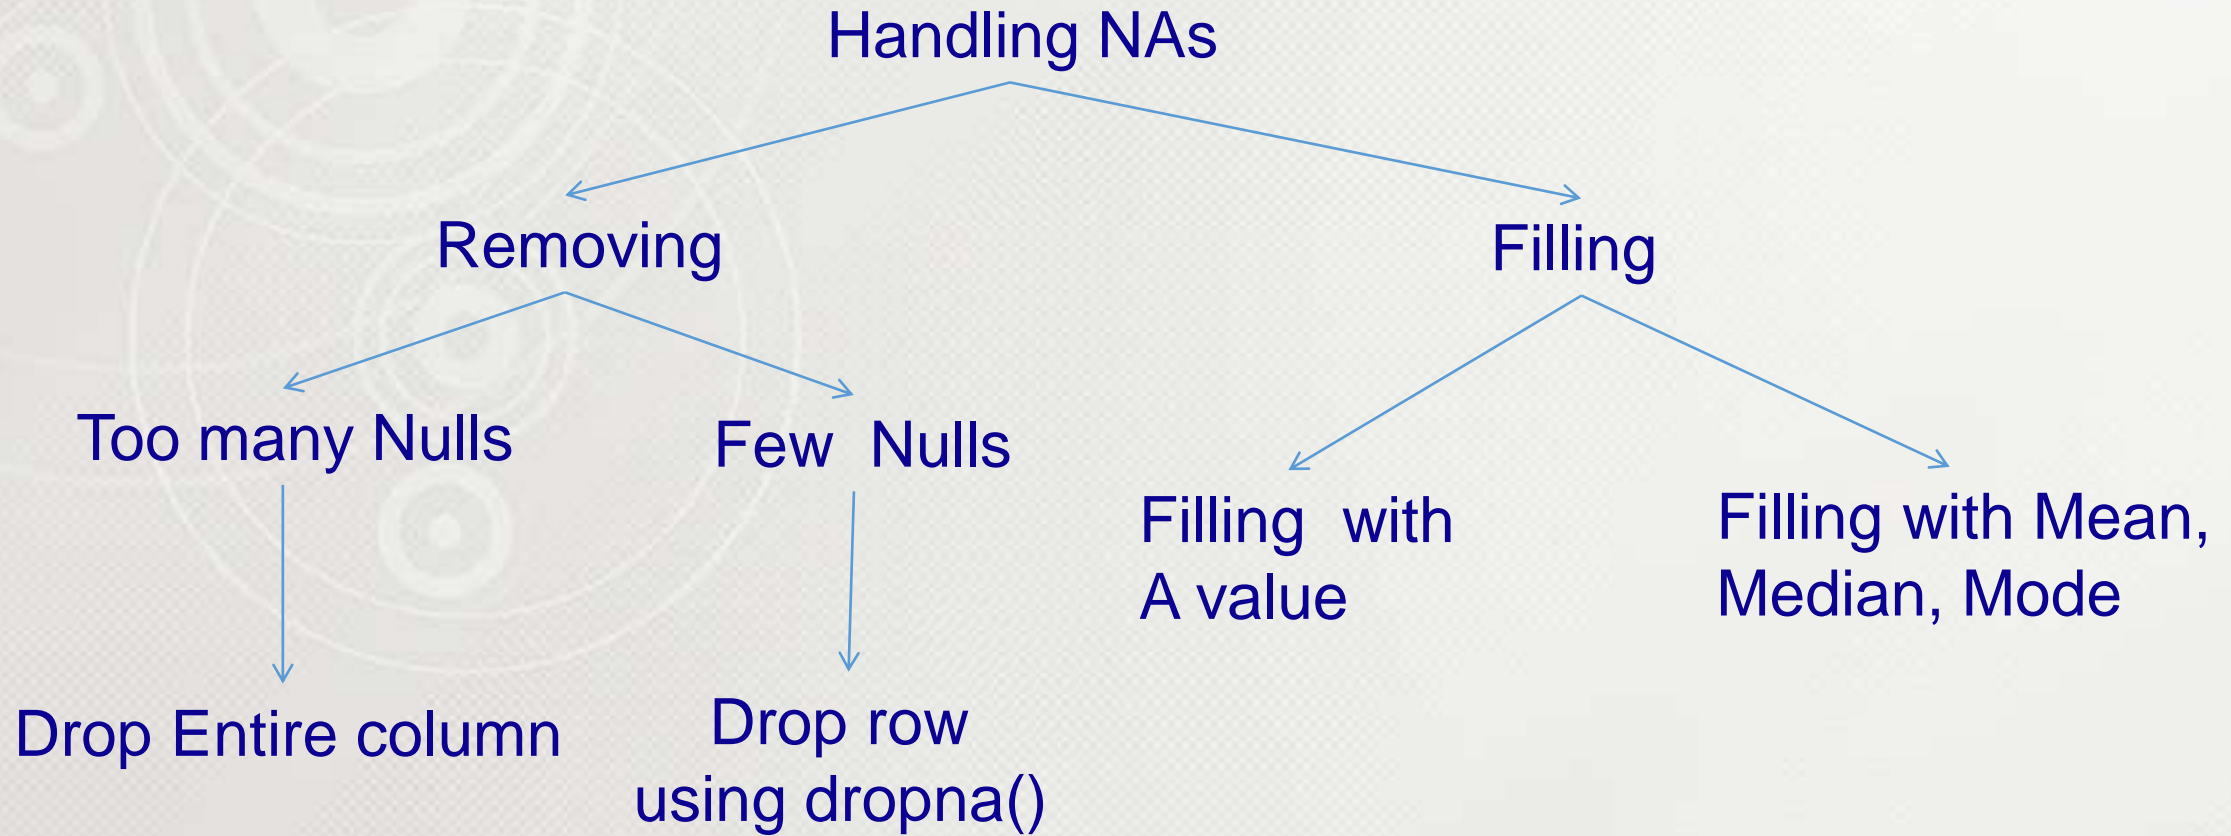 Handling NAs
Removing
Filling
Too many Nulls
Few Nulls
Filling with
A value
Filling with Mean,
Median, Mode
Drop Entire column
Drop row
using dropna()